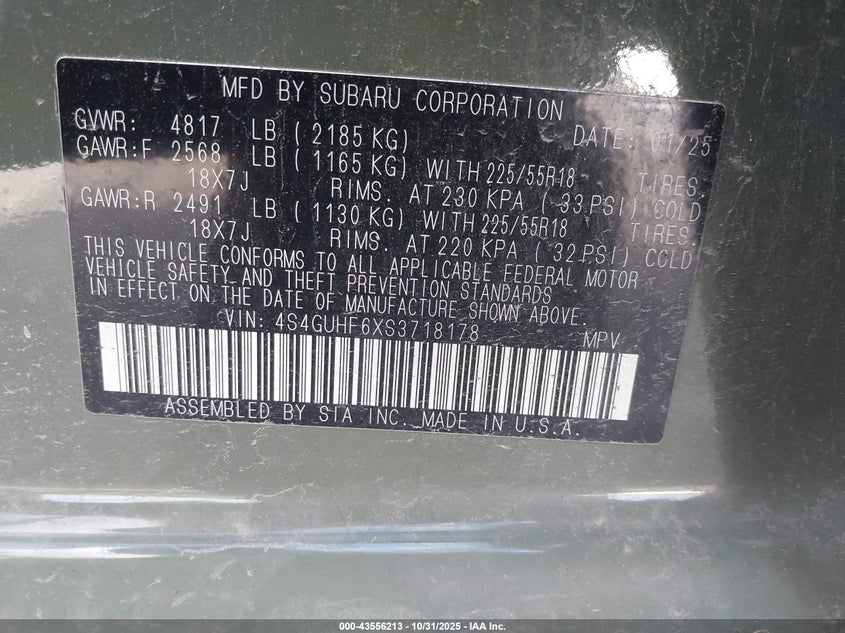 MFD BY SUBARU CORPORATION
GVWR: 4817 LB ( 2185 KG) DATE: 01/25
GAWR:F 2568 LB ( 1165 KG) WITH 225/55R18 TIRES.
18X7J RIMS. AT 230 KPA ( 33 PSI) COLD
GAWR:R 2491 LB ( 1130 KG) WITH 225/55R18 TIRES.
18X7J RIMS. AT 220 KPA ( 32 PSI) COLD
THIS VEHICLE CONFORMS TO ALL APPLICABLE FEDERAL MOTOR
VEHICLE SAFETY AND THEFT PREVENTION STANDARDS
IN EFFECT ON THE DATE OF MANUFACTURE SHOWN ABOVE.
VIN: 4S4GUHF6XS3718178 MPV
ASSEMBLED BY SIA INC. MADE IN U.S.A.
000-43556213 - 10/31/2025 - IAA Inc.